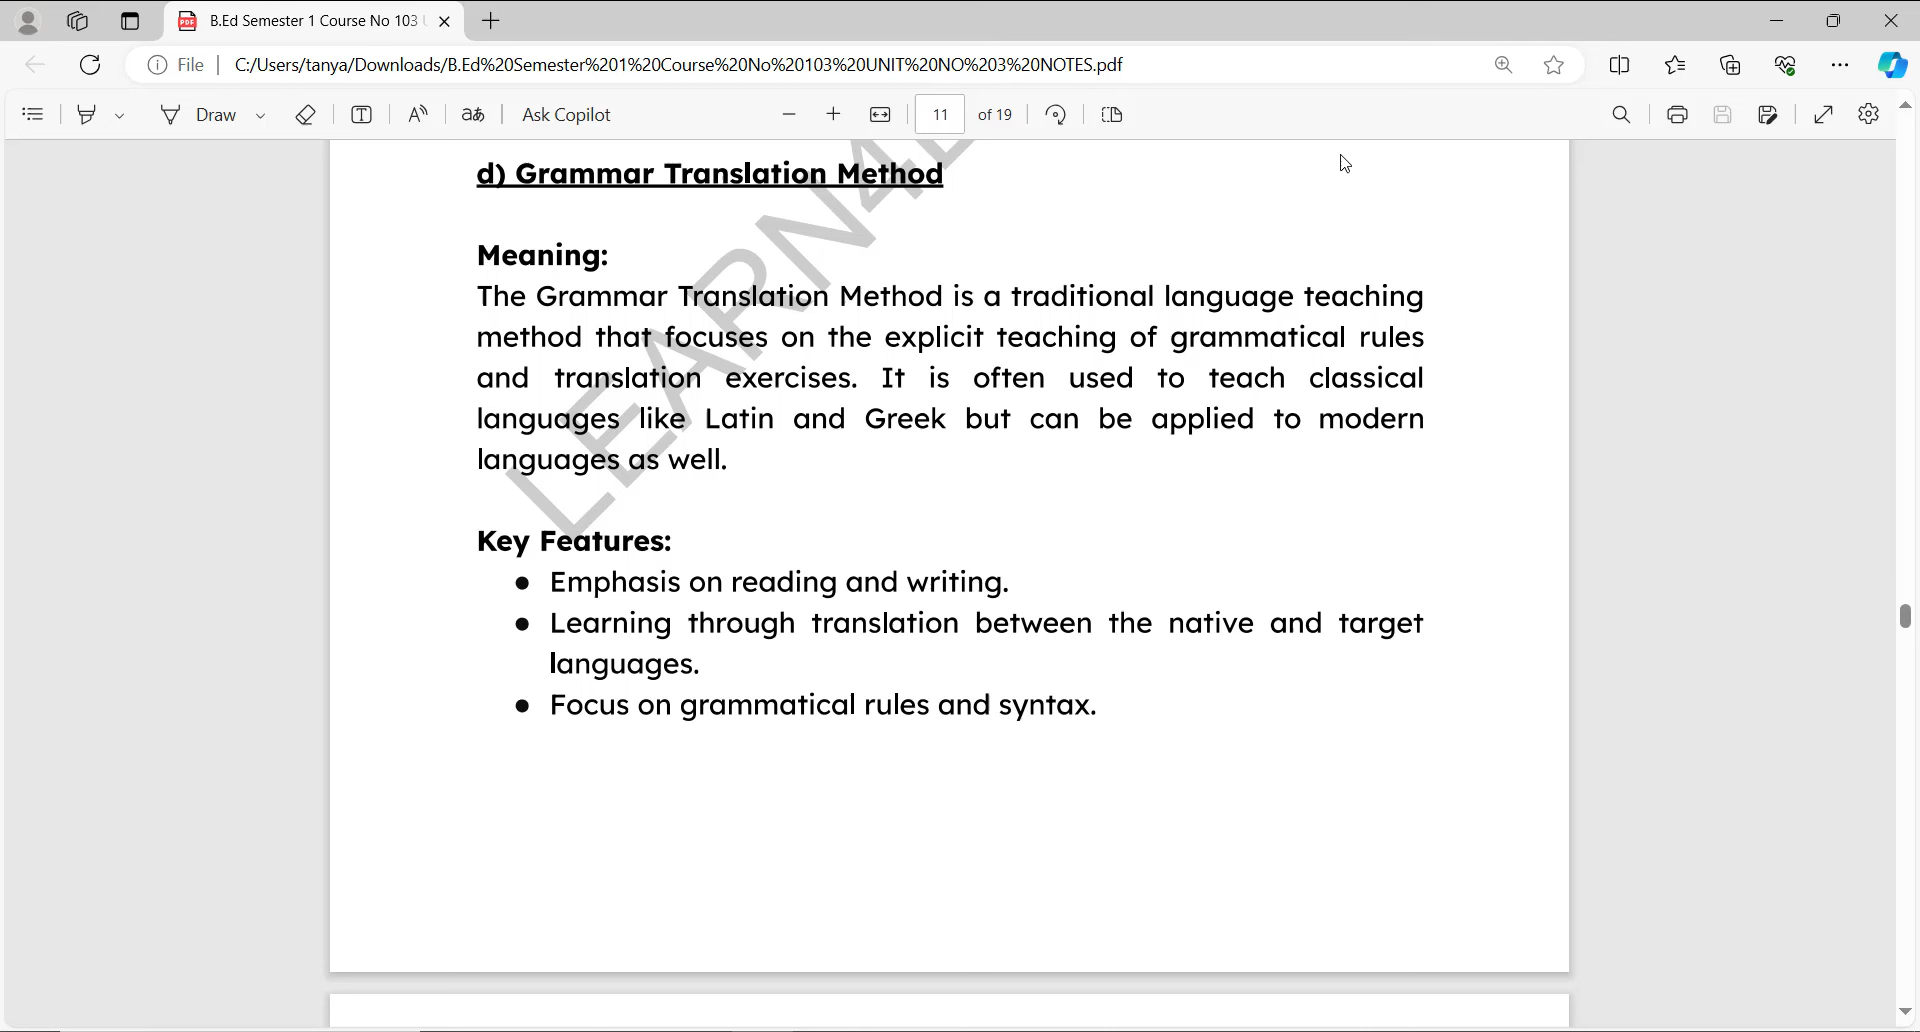 B.Ed Semester 1 Course No 103
File
C:/Users/tanya/Downloads/B.Ed%20Semester%201%20Course%20No%20103%20UNIT%20NO%203%20NOTES.pdf
Draw
Ask Copilot
11 of 19
d) Grammar Translation Method
Meaning:
The Grammar Translation Method is a traditional language teaching
method that focuses on the explicit teaching of grammatical rules
and translation exercises. It is often used to teach classical
languages like Latin and Greek but can be applied to modern
languages as well.
Key Features:
● Emphasis on reading and writing.
● Learning through translation between the native and target
languages.
● Focus on grammatical rules and syntax.